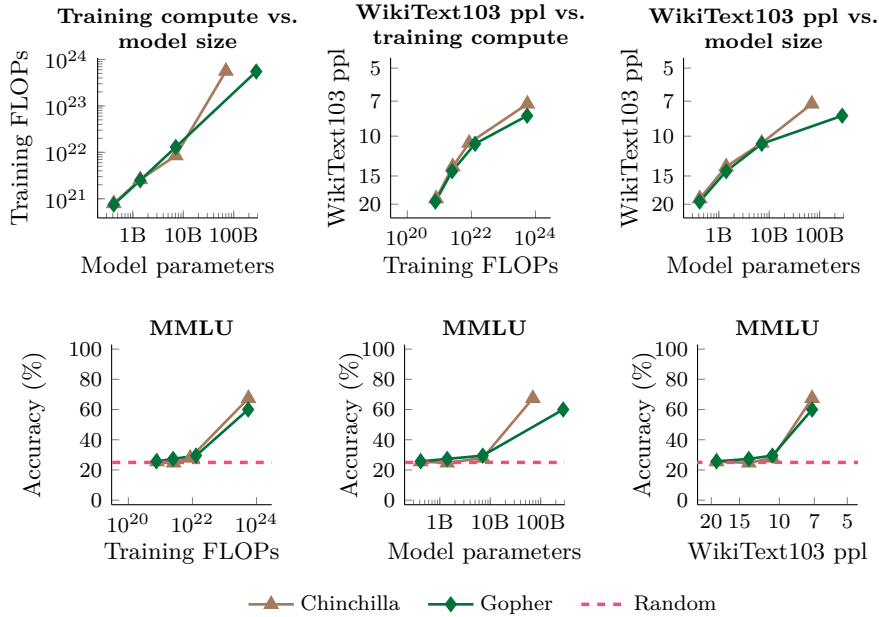 Training compute vs.
model size
Training FLOPs
10^24
10^23
10^22
10^21
1B 10B 100B
Model parameters
WikiText103 ppl vs.
training compute
WikiText103 ppl
5
7
10
15
20
10^20 10^22 10^24
Training FLOPs
WikiText103 ppl vs.
model size
WikiText103 ppl
5
7
10
15
20
1B 10B 100B
Model parameters
MMLU
Accuracy (%)
100
80
60
40
20
0
10^20 10^22 10^24
Training FLOPs
MMLU
Accuracy (%)
100
80
60
40
20
0
1B 10B 100B
Model parameters
MMLU
Accuracy (%)
100
80
60
40
20
0
20 15 10 7 5
WikiText103 ppl
Chinchilla Gopher Random